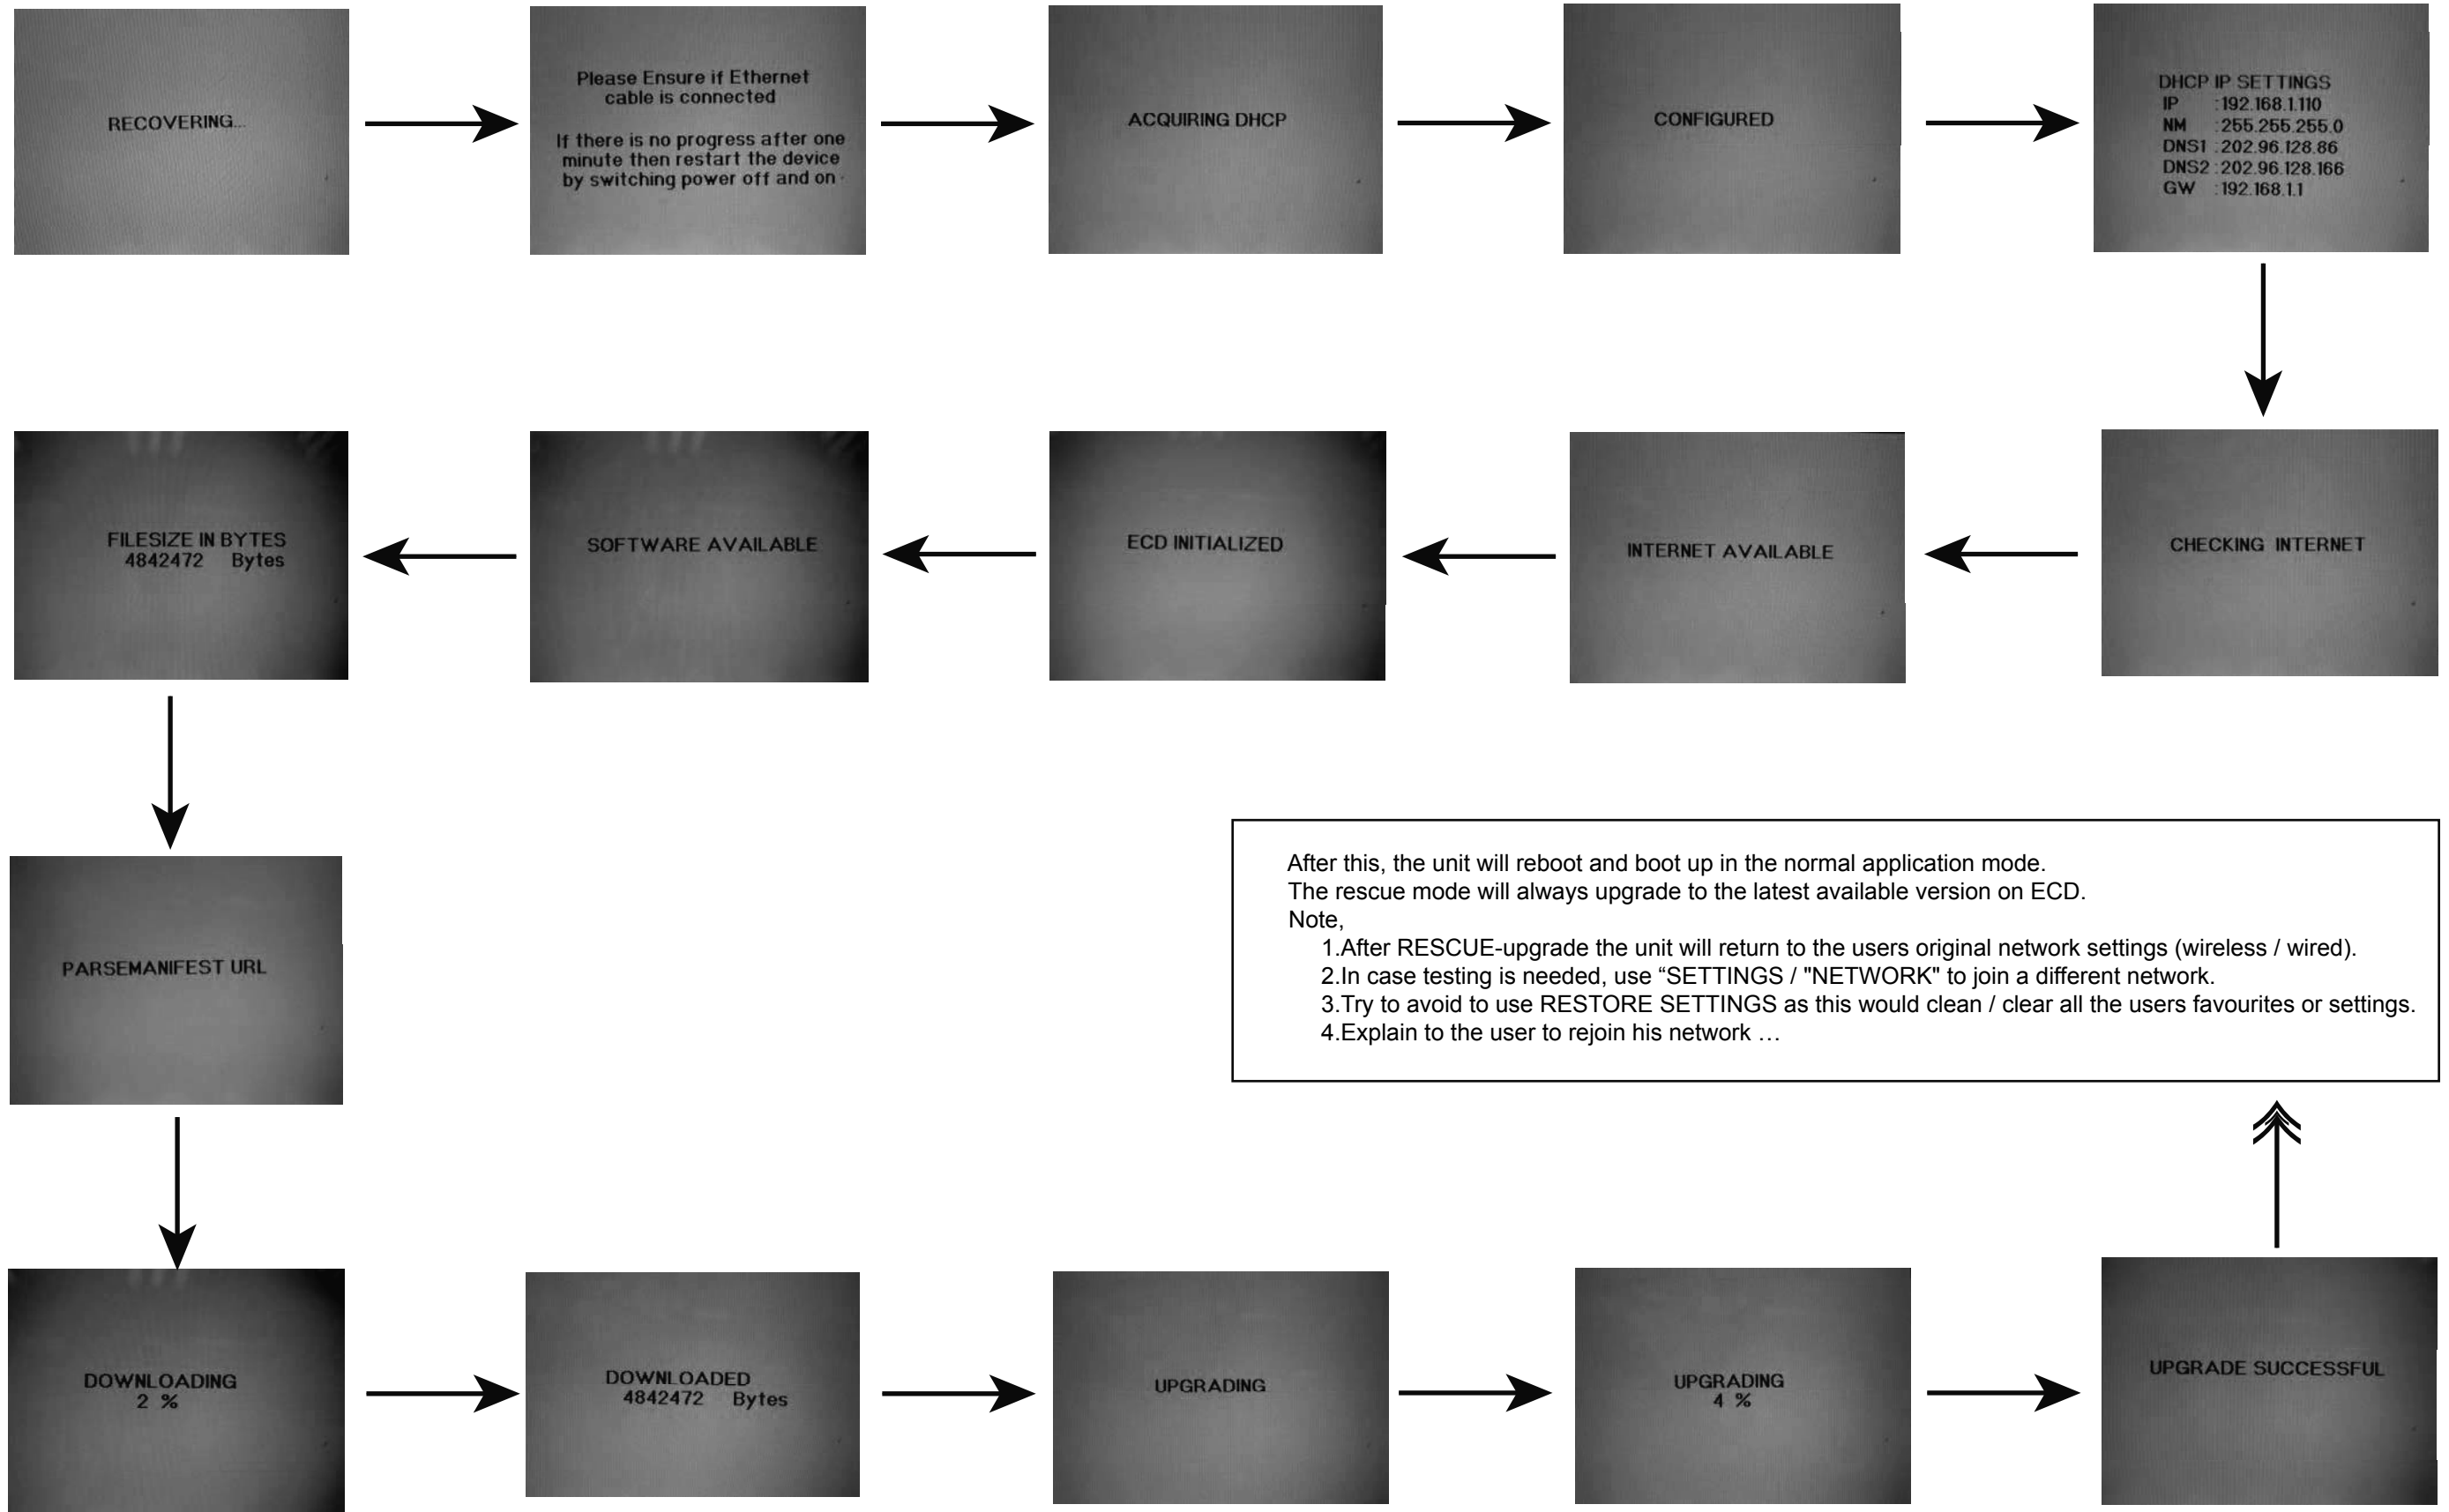 RECOVERING...
Please Ensure if Ethernet
cable is connected
If there is no progress after one
minute then restart the device
by switching power off and on
ACQUIRING DHCP
CONFIGURED
DHCP IP SETTINGS
IP :192.168.1.110
NM :255.255.255.0
DNS1 :202.96.128.86
DNS2 :202.96.128.166
GW :192.168.1.1
CHECKING INTERNET
INTERNET AVAILABLE
ECD INITIALIZED
SOFTWARE AVAILABLE
FILESIZE IN BYTES
4842472 Bytes
PARSEMANIFEST URL
DOWNLOADING
2 %
DOWNLOADED
4842472 Bytes
UPGRADING
UPGRADING
4 %
UPGRADE SUCCESSFUL
After this, the unit will reboot and boot up in the normal application mode.
The rescue mode will always upgrade to the latest available version on ECD.
Note,
1.After RESCUE-upgrade the unit will return to the users original network settings (wireless / wired).
2.In case testing is needed, use “SETTINGS / "NETWORK" to join a different network.
3.Try to avoid to use RESTORE SETTINGS as this would clean / clear all the users favourites or settings.
4.Explain to the user to rejoin his network …